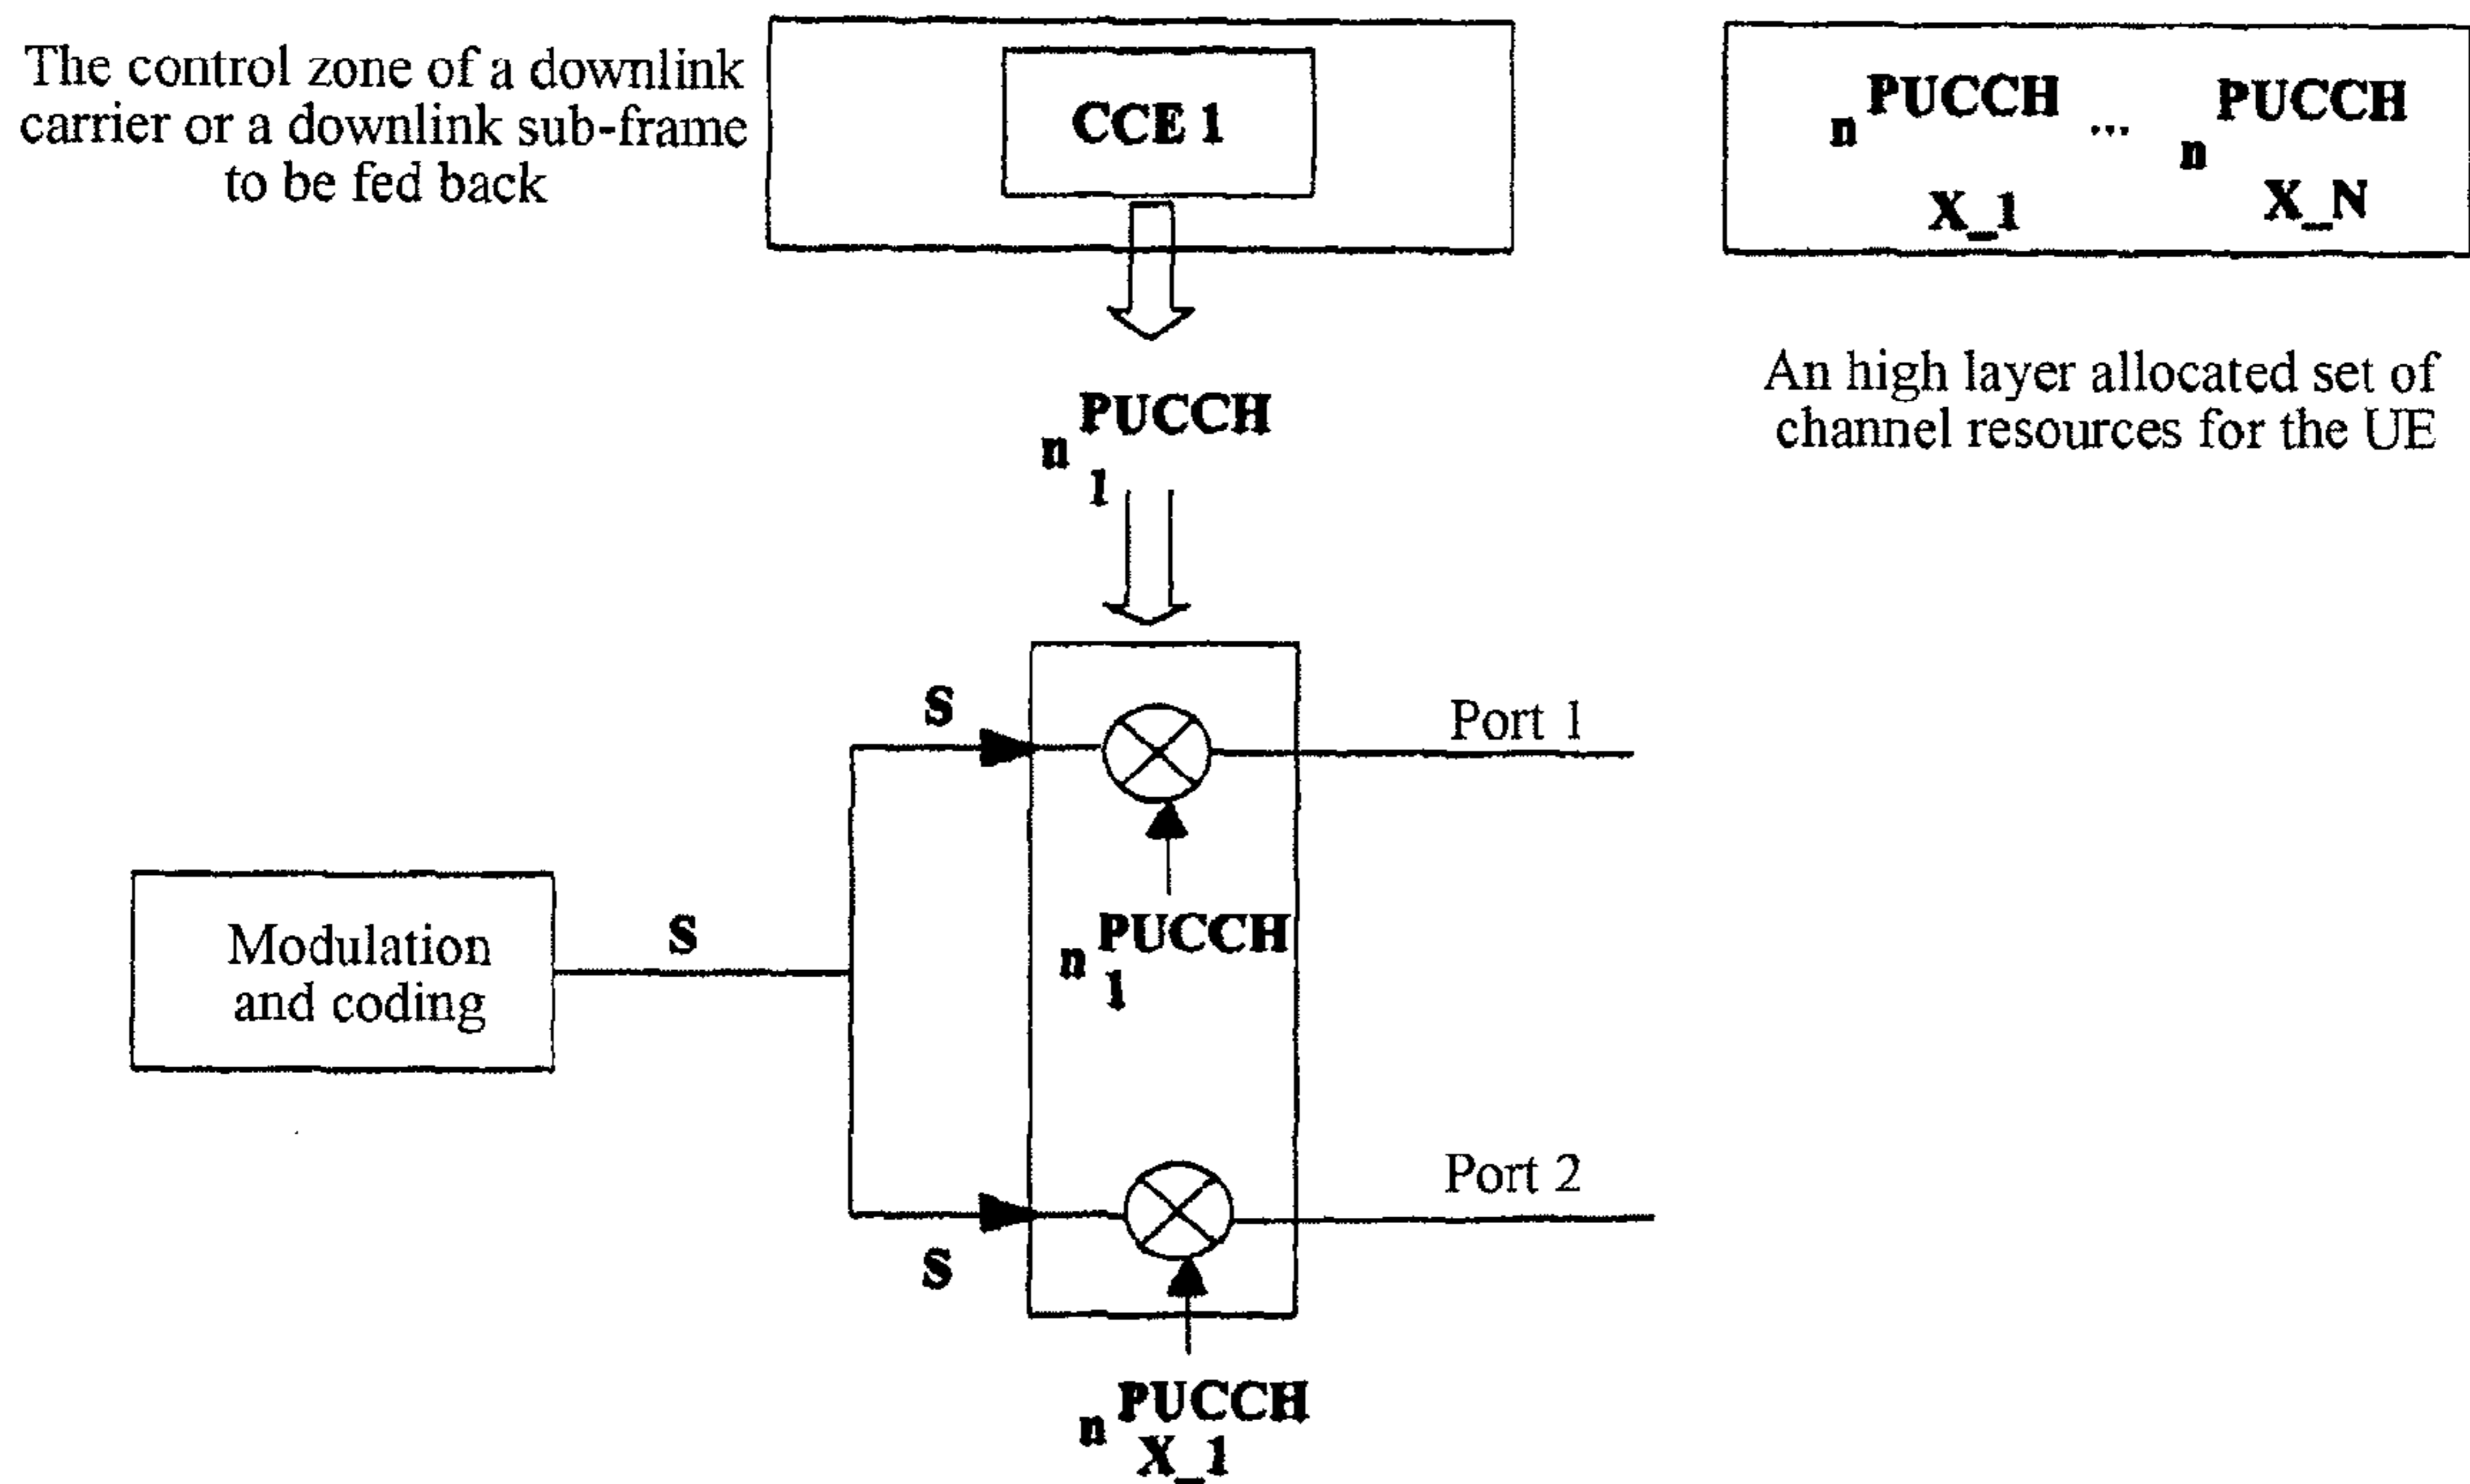 The control zone of a downlink
carrier or a downlink sub-frame
to be fed back
CCE 1
n PUCCH 1
n PUCCH X_1 ... n PUCCH X_N
An high layer allocated set of
channel resources for the UE
Modulation
and coding
S
S
S
n PUCCH 1
n PUCCH X_1
Port 1
Port 2